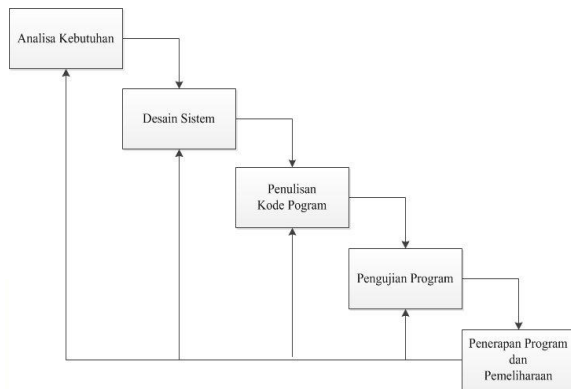 Analisa Kebutuhan
Desain Sistem
Penulisan
Kode Pogram
Pengujian Program
Penerapan Program
dan
Pemeliharaan